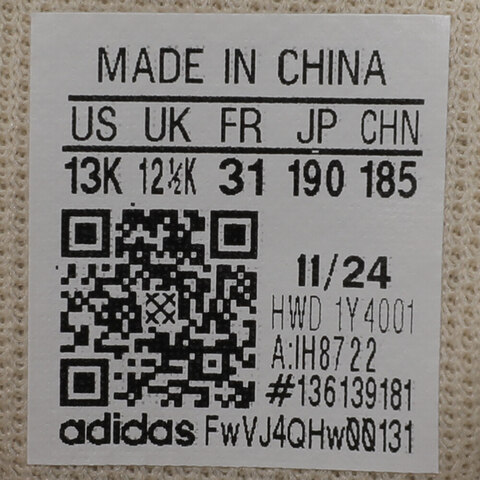 MADE IN CHINA
US UK FR JP CHN
13K 12½K 31 190 185
11/24
HWD 1Y4001
A:IH8722
#136139181
adidas FwVJ4QHw00131